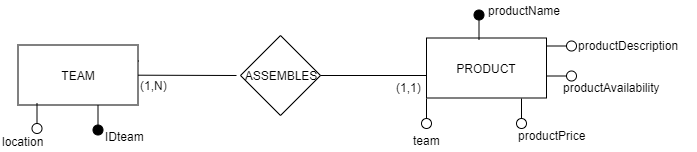 productName
productDescription
TEAM
ASSEMBLES
PRODUCT
(1,N)
(1,1)
productAvailability
location
IDteam
team
productPrice